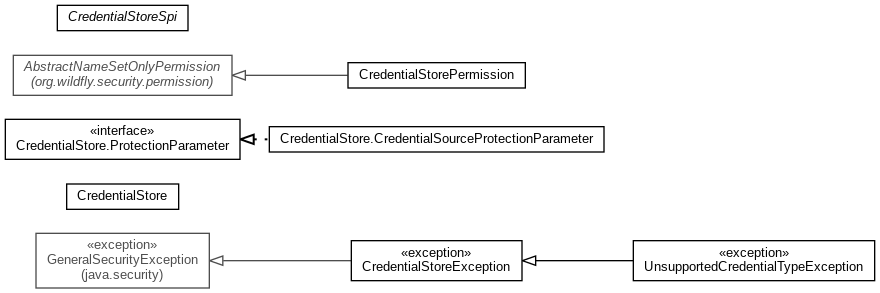 CredentialStoreSpi
AbstractNameSetOnlyPermission
(org.wildfly.security.permission)
CredentialStorePermission
«interface»
CredentialStore.ProtectionParameter
CredentialStore.CredentialSourceProtectionParameter
CredentialStore
«exception»
GeneralSecurityException
(java.security)
«exception»
CredentialStoreException
«exception»
UnsupportedCredentialTypeException